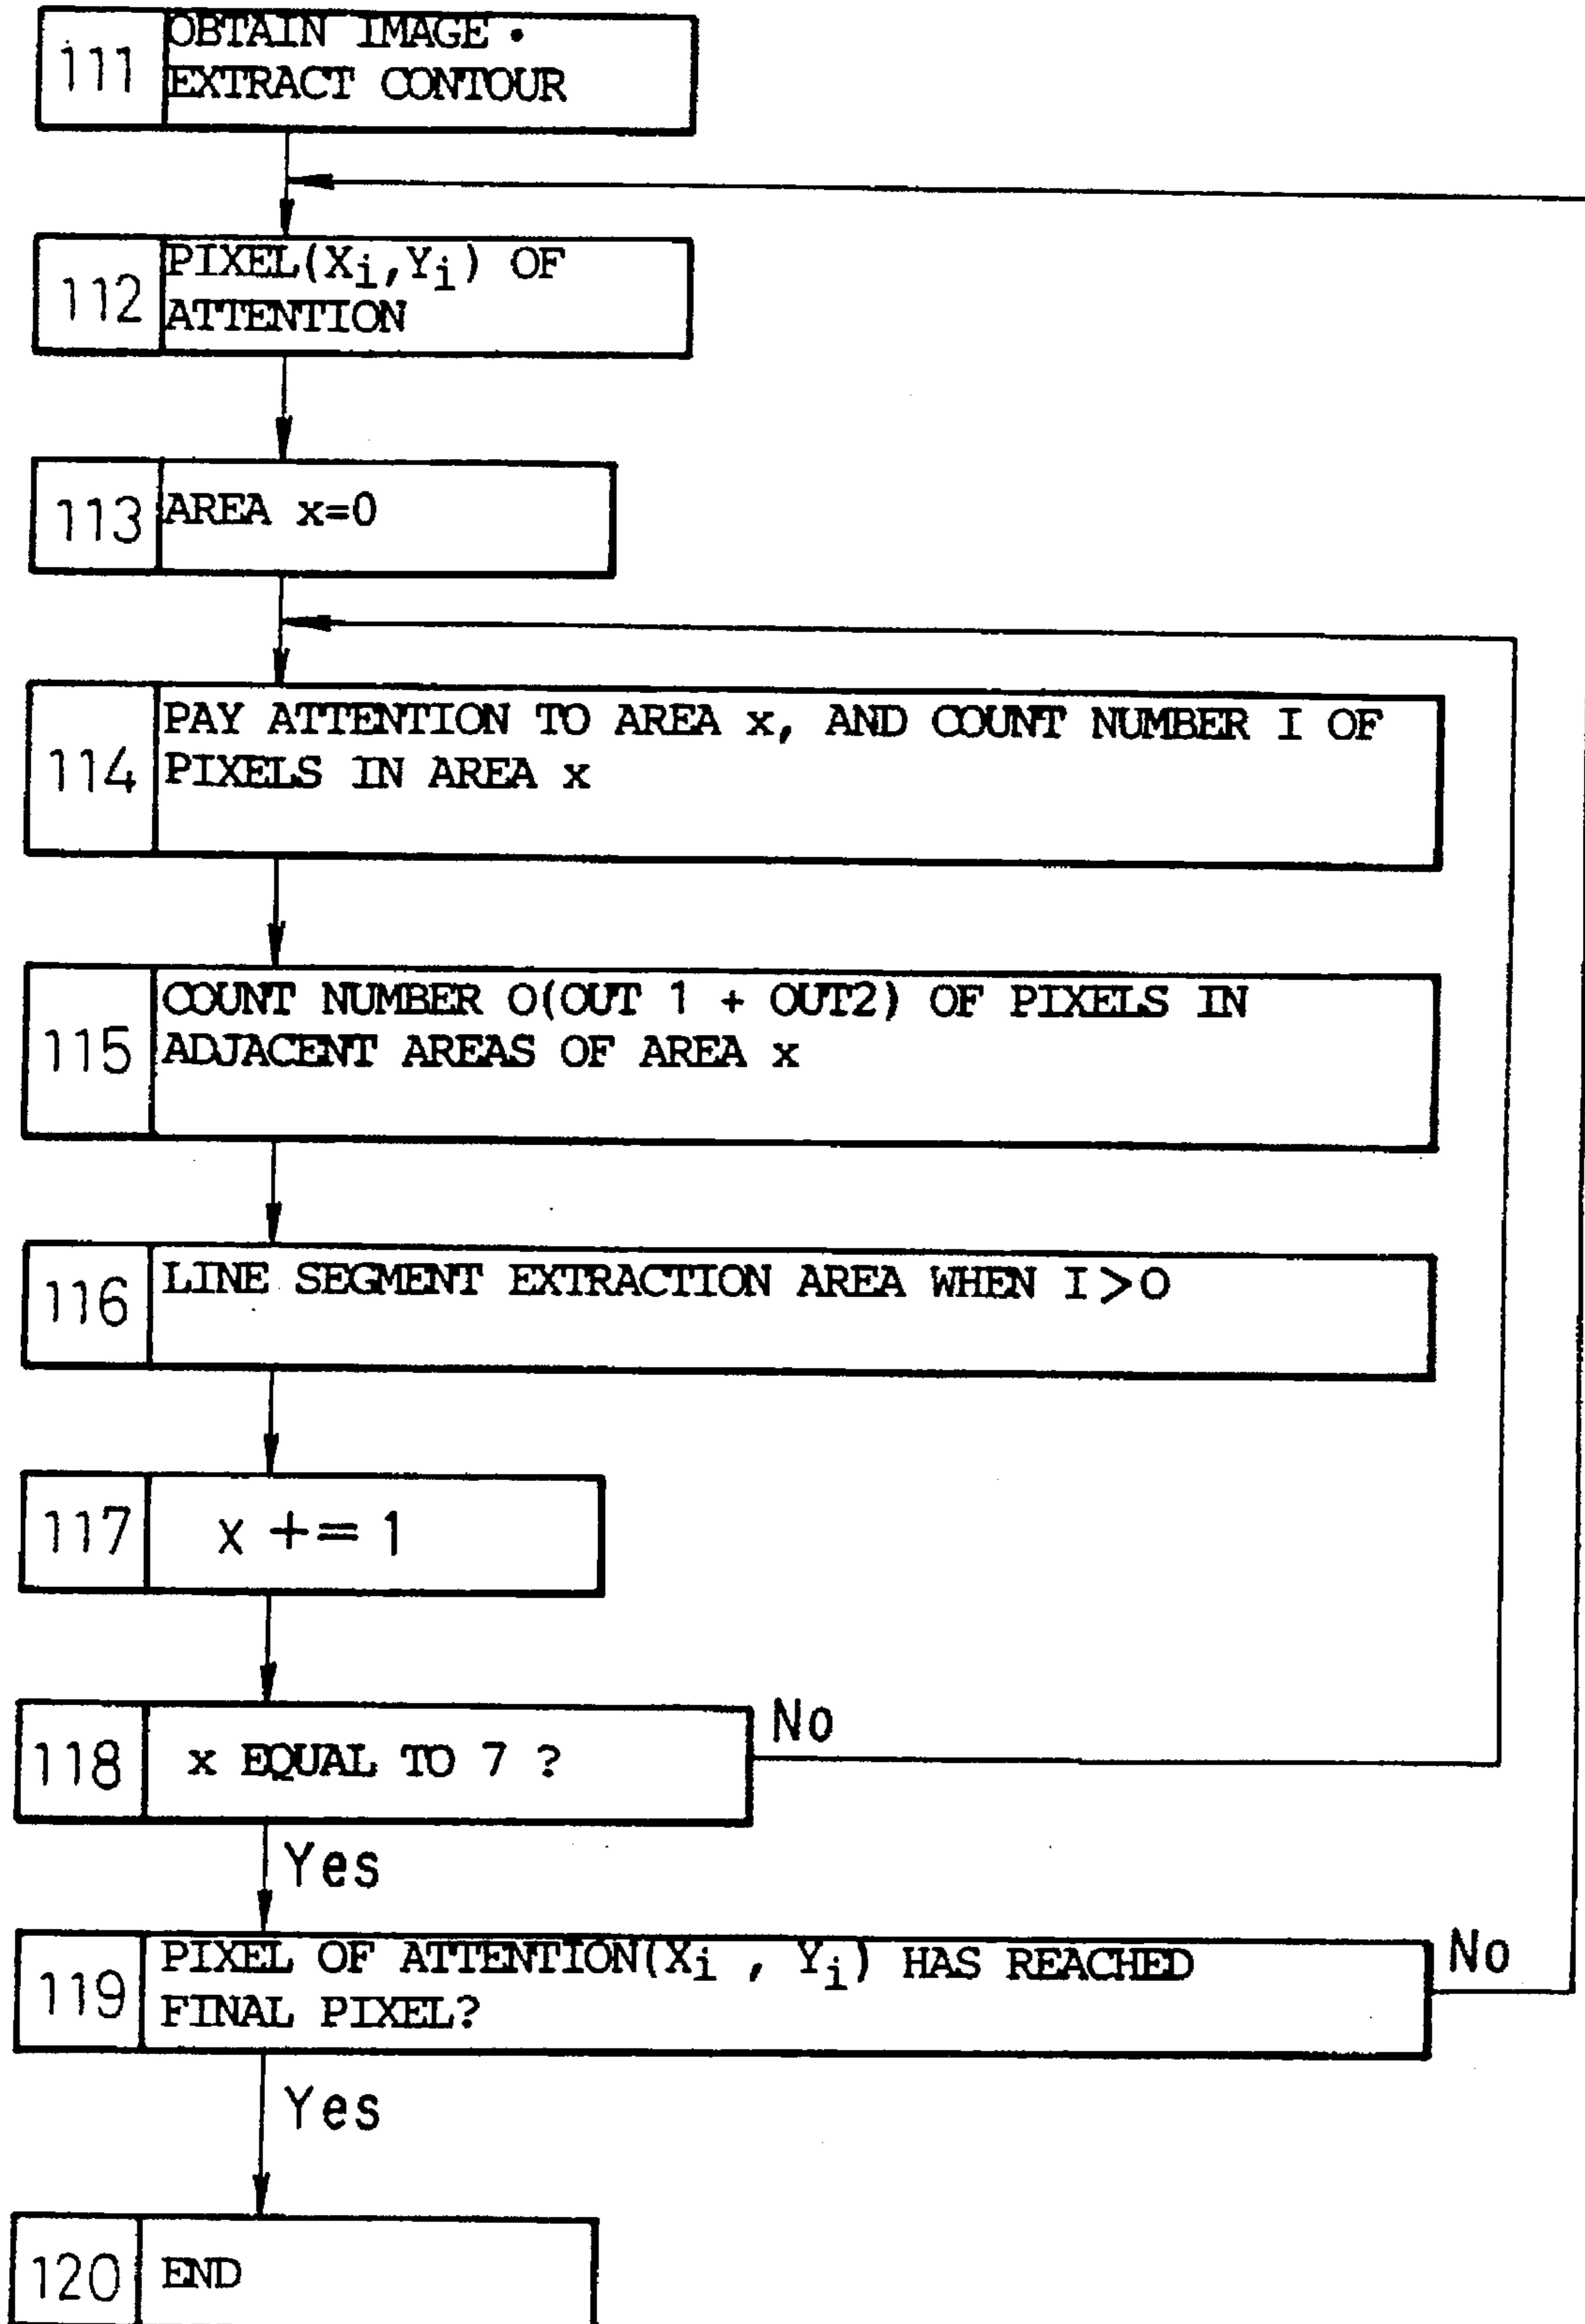 111 OBTAIN IMAGE •
EXTRACT CONTOUR
112 PIXEL(Xi,Yi) OF
ATTENTION
113 AREA x=0
114 PAY ATTENTION TO AREA x, AND COUNT NUMBER I OF
PIXELS IN AREA x
115 COUNT NUMBER O(OUT 1 + OUT2) OF PIXELS IN
ADJACENT AREAS OF AREA x
116 LINE SEGMENT EXTRACTION AREA WHEN I>O
117 x += 1
118 x EQUAL TO 7 ?
No
Yes
119 PIXEL OF ATTENTION(Xi , Yi) HAS REACHED
FINAL PIXEL?
No
Yes
120 END